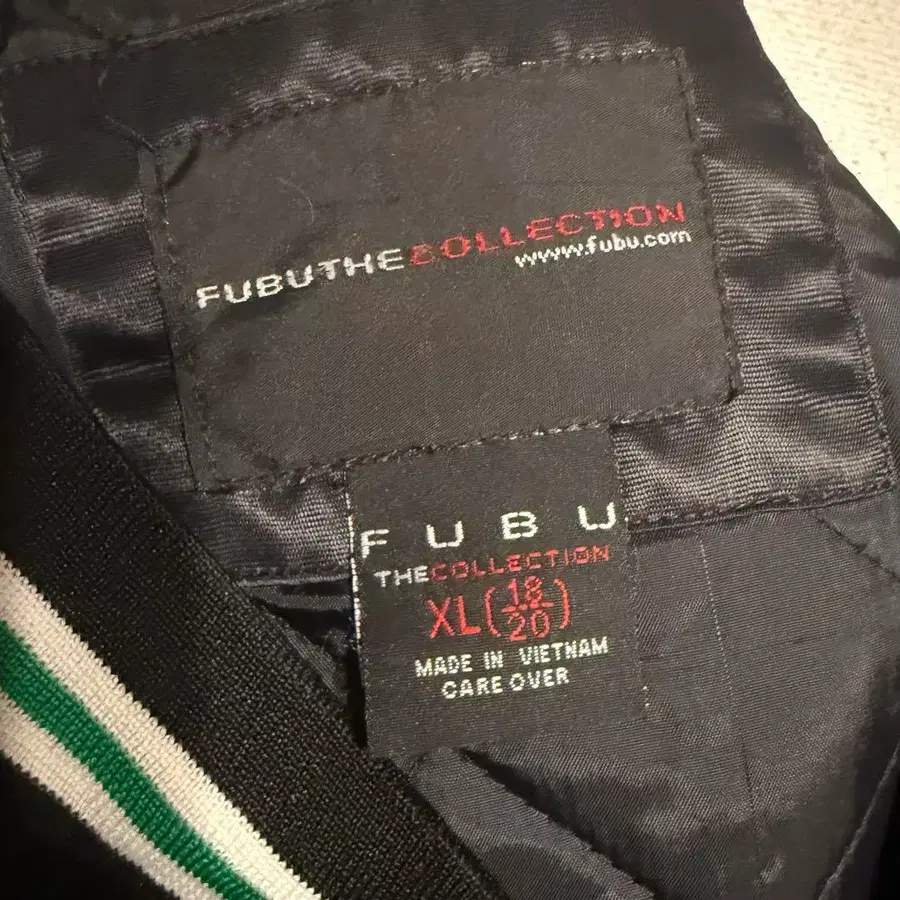 FUBUTHECOLLECTION
www.fubu.com
FUBU
THECOLLECTION
XL(18/20)
MADE IN VIETNAM
CARE OVER